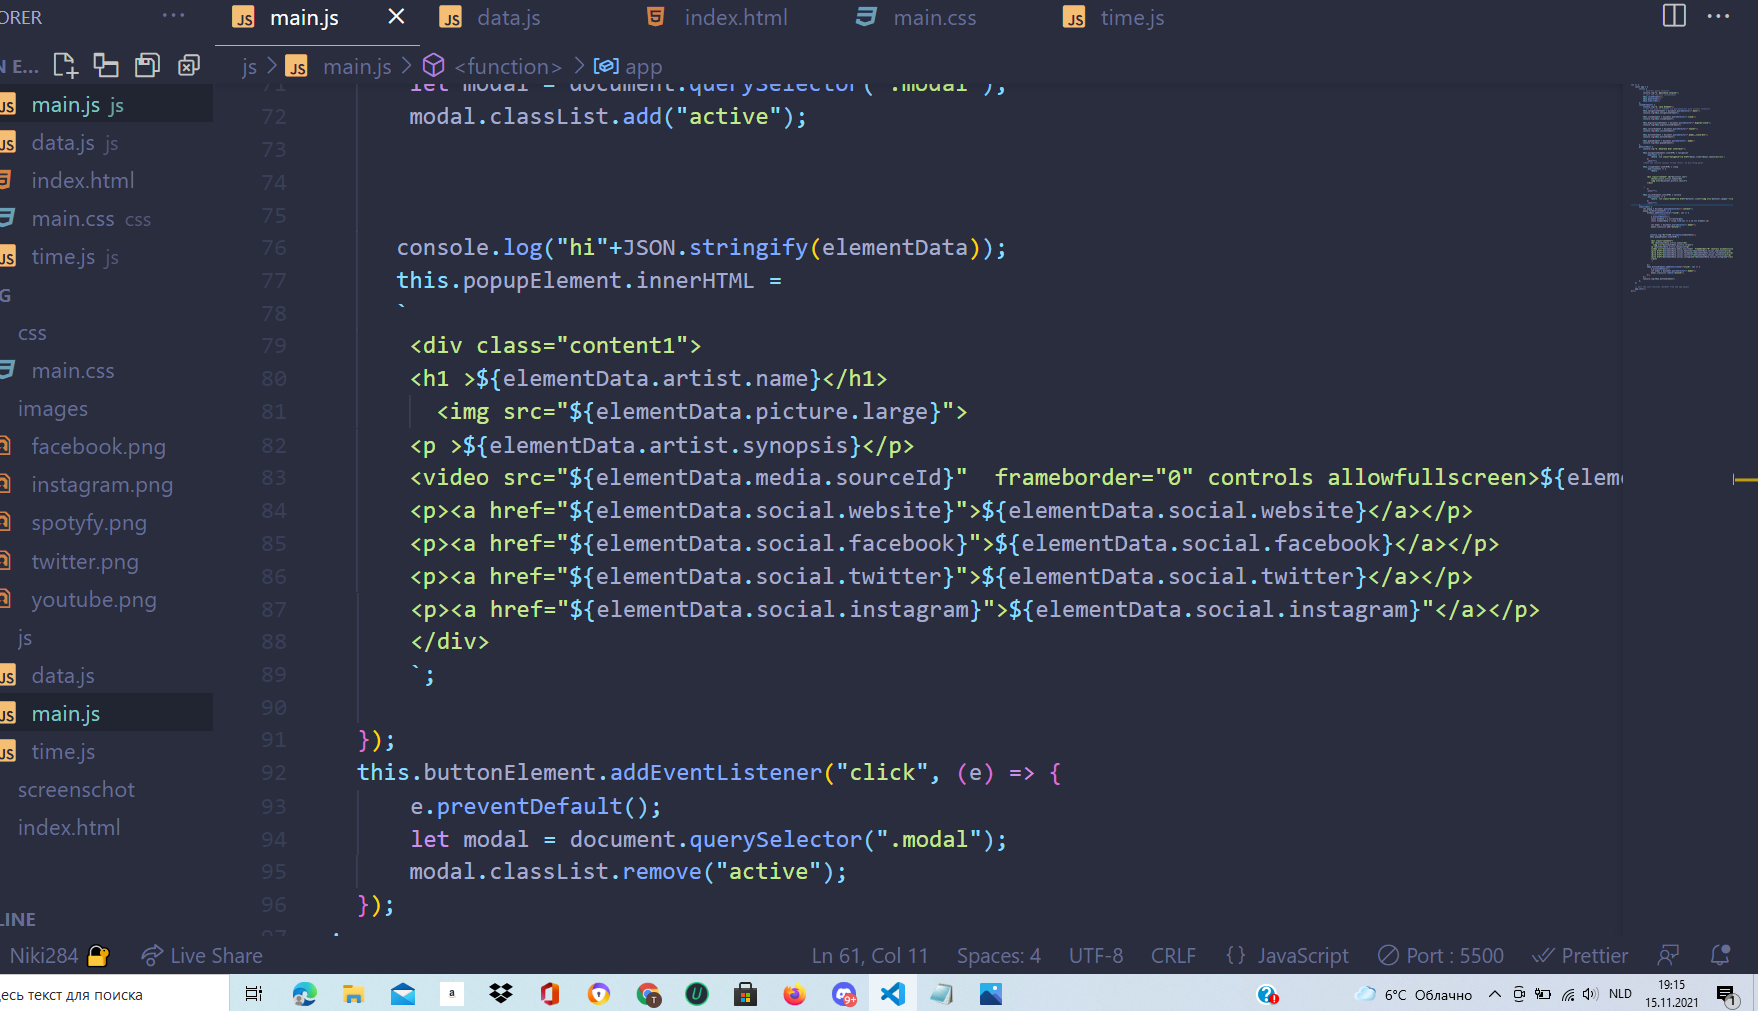 ORER
main.js
data.js
index.html
main.css
time.js
N E...
js > main.js > <function> > app
main.js js
data.js js
index.html
main.css css
time.js js
G
css
main.css
images
facebook.png
instagram.png
spotyfy.png
twitter.png
youtube.png
js
data.js
main.js
time.js
screenschot
index.html
LINE
71 let modal = document.querySelector(".modal");
72 modal.classList.add("active");
73
74
75
76 console.log("hi"+JSON.stringify(elementData));
77 this.popupElement.innerHTML =
78 `
79 <div class="content1">
80 <h1 >${elementData.artist.name}</h1>
81 <img src="${elementData.picture.large}">
82 <p >${elementData.artist.synopsis}</p>
83 <video src="${elementData.media.sourceId}"  frameborder="0" controls allowfullscreen>${elem
84 <p><a href="${elementData.social.website}">${elementData.social.website}</a></p>
85 <p><a href="${elementData.social.facebook}">${elementData.social.facebook}</a></p>
86 <p><a href="${elementData.social.twitter}">${elementData.social.twitter}</a></p>
87 <p><a href="${elementData.social.instagram}">${elementData.social.instagram}"</a></p>
88 </div>
89 `;
90
91 });
92 this.buttonElement.addEventListener("click", (e) => {
93 e.preventDefault();
94 let modal = document.querySelector(".modal");
95 modal.classList.remove("active");
96 });
97
Niki284
Live Share
Ln 61, Col 11
Spaces: 4
UTF-8
CRLF
{} JavaScript
Port : 5500
Prettier
есь текст для поиска
6°C Облачно
NLD
19:15
15.11.2021
1